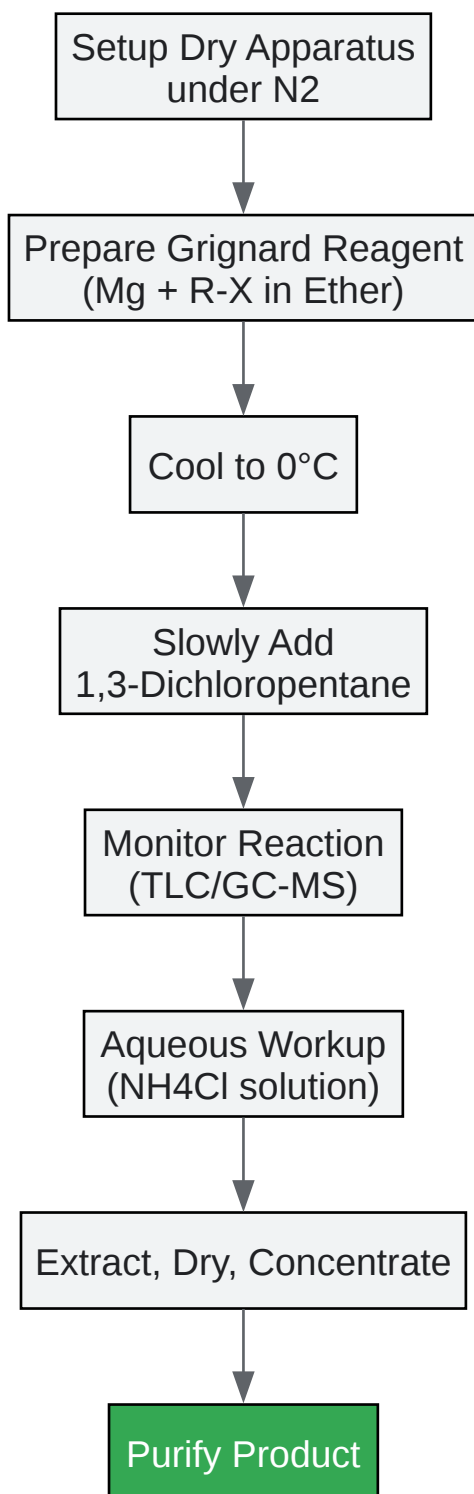 Setup Dry Apparatus
under N2
Prepare Grignard Reagent
(Mg + R-X in Ether)
Cool to 0°C
Slowly Add
1,3-Dichloropentane
Monitor Reaction
(TLC/GC-MS)
Aqueous Workup
(NH4Cl solution)
Extract, Dry, Concentrate
Purify Product